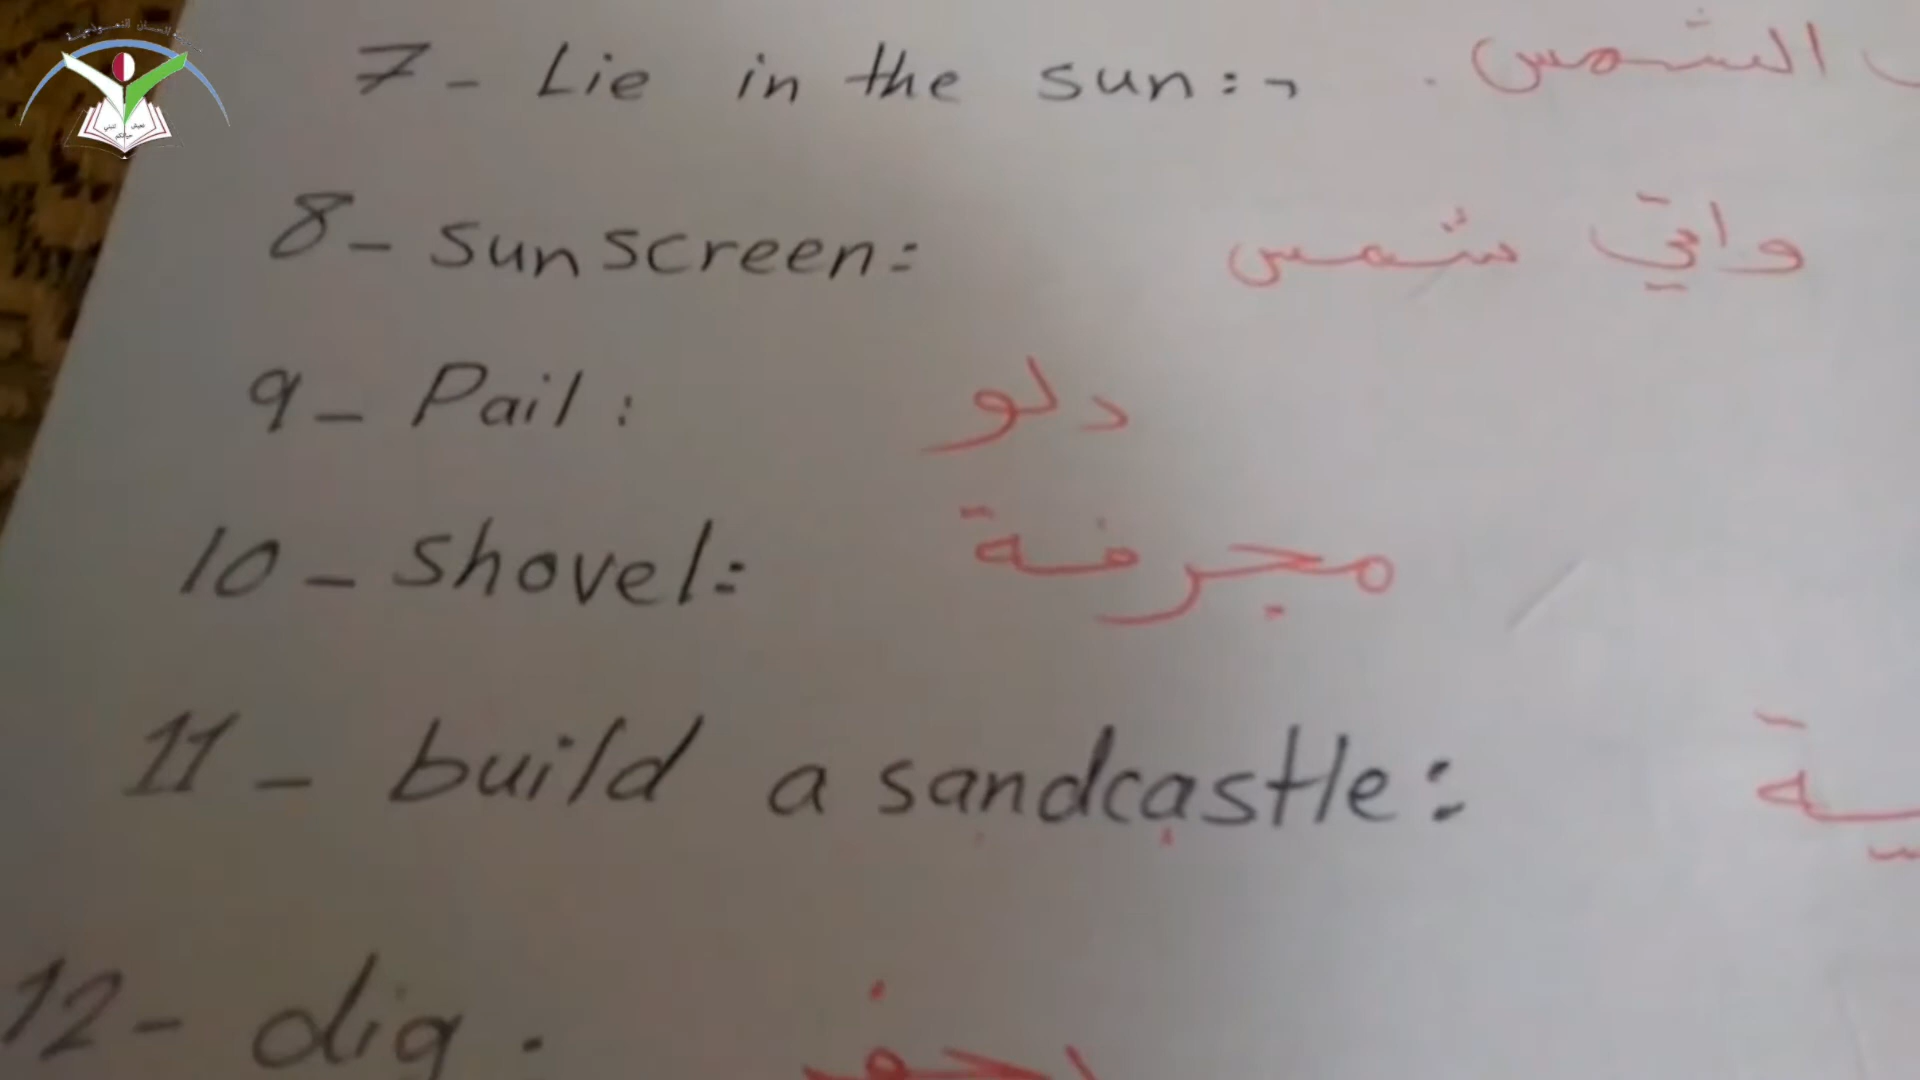 7- Lie in the sun:- الشمس.
8- Sunscreen: واقي شمس
9- Pail: دلو
10- Shovel: مجرفة
11- build a sandcastle:
12- dig.